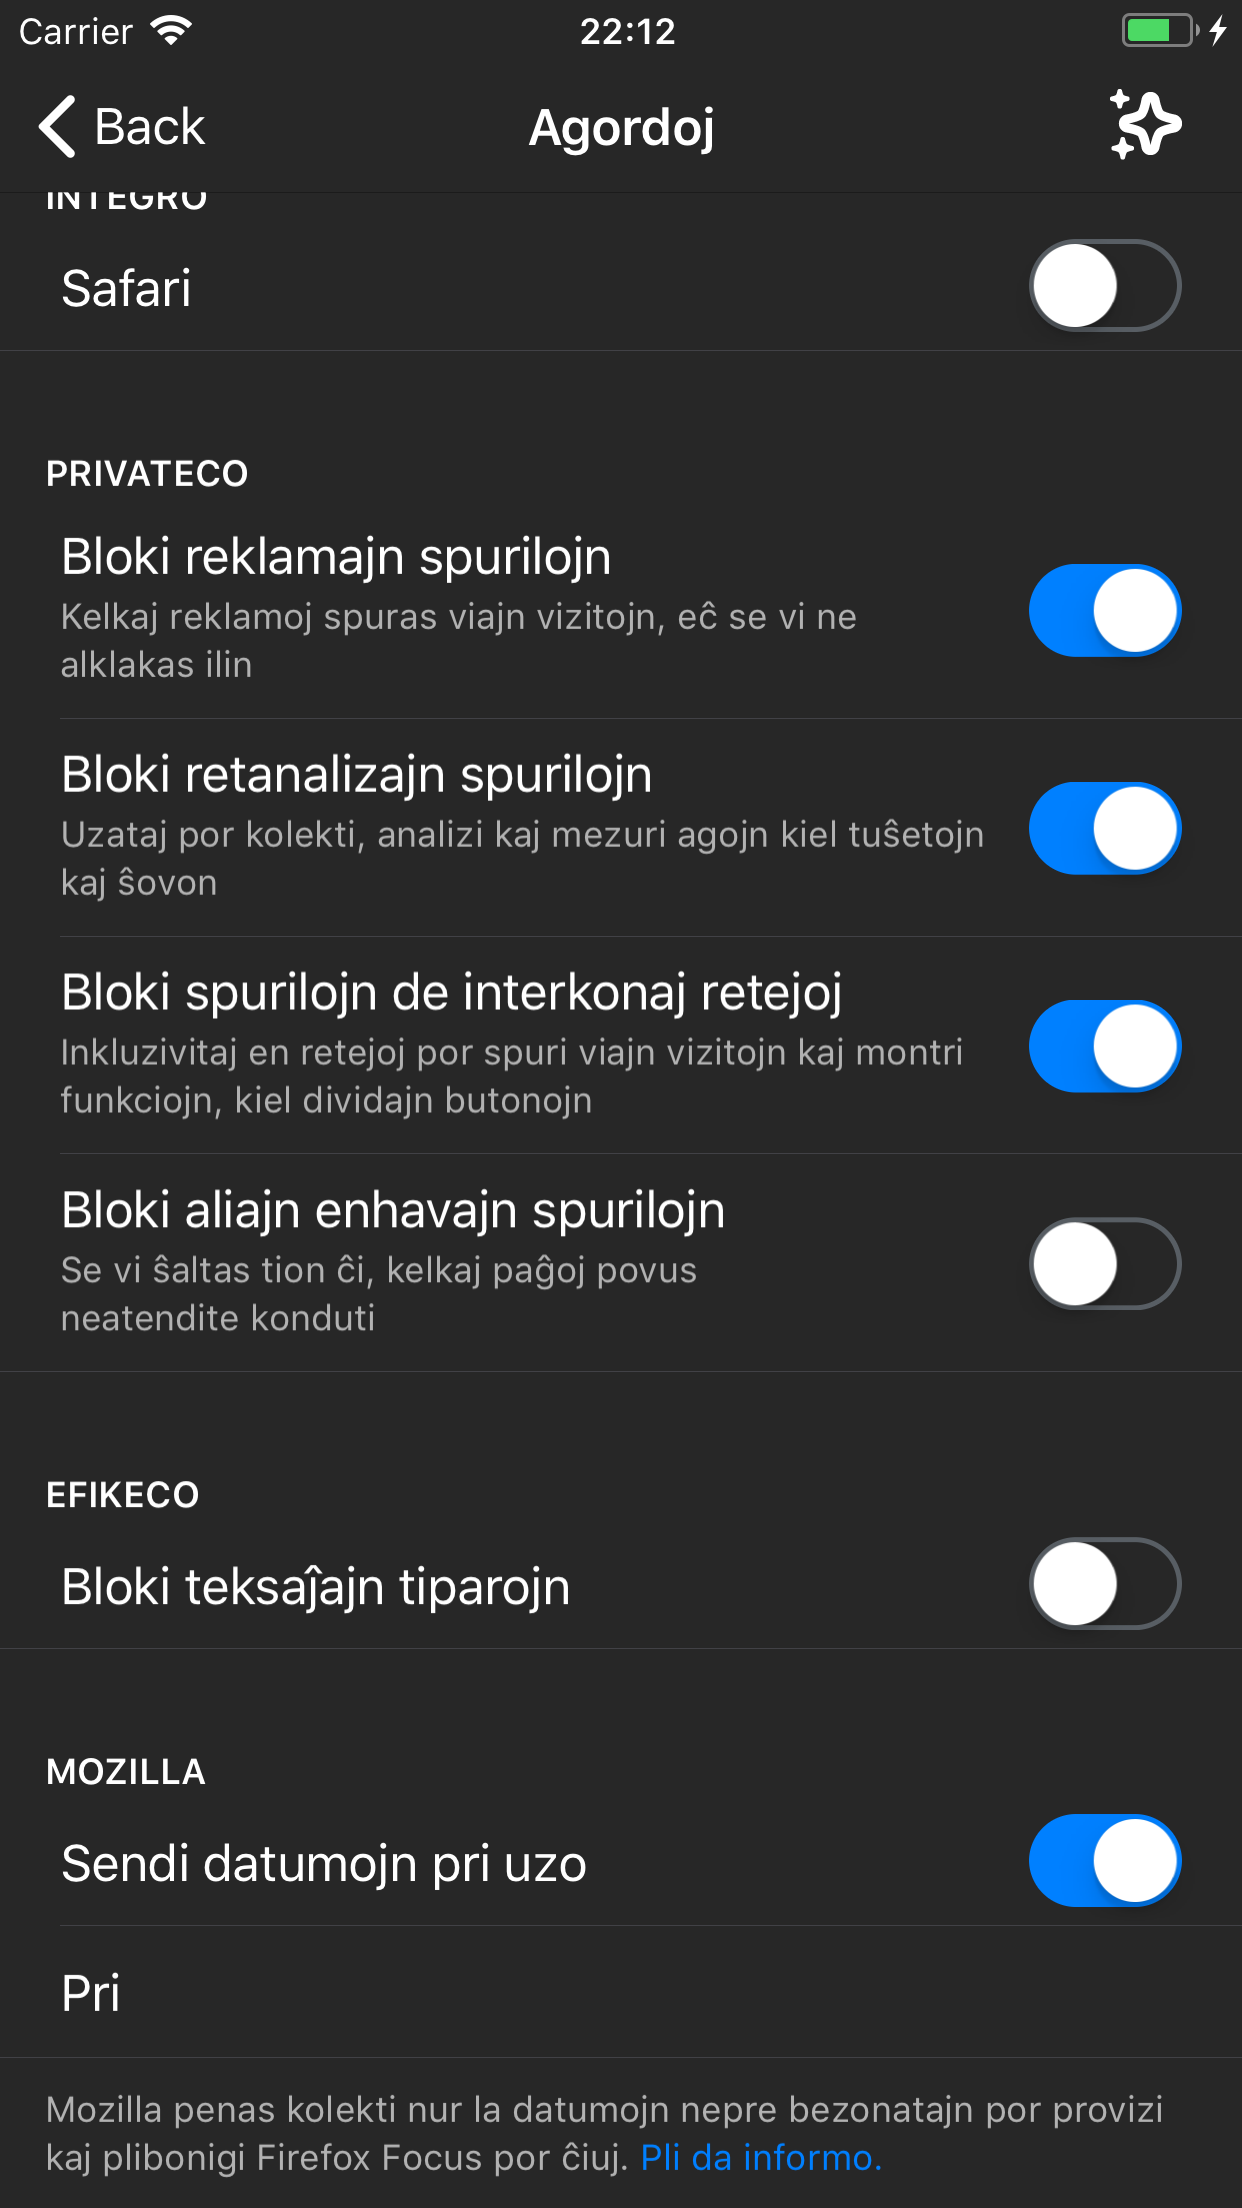 Carrier
22:12
Back
Agordoj
INTEGRO
Safari
PRIVATECO
Bloki reklamajn spurilojn
Kelkaj reklamoj spuras viajn vizitojn, eĉ se vi ne
alklakas ilin
Bloki retanalizajn spurilojn
Uzataj por kolekti, analizi kaj mezuri agojn kiel tuŝetojn
kaj ŝovon
Bloki spurilojn de interkonaj retejoj
Inkluzivitaj en retejoj por spuri viajn vizitojn kaj montri
funkciojn, kiel dividajn butonojn
Bloki aliajn enhavajn spurilojn
Se vi ŝaltas tion ĉi, kelkaj paĝoj povus
neatendite konduti
EFIKECO
Bloki teksaĵajn tiparojn
MOZILLA
Sendi datumojn pri uzo
Pri
Mozilla penas kolekti nur la datumojn nepre bezonatajn por provizi
kaj plibonigi Firefox Focus por ĉiuj. Pli da informo.